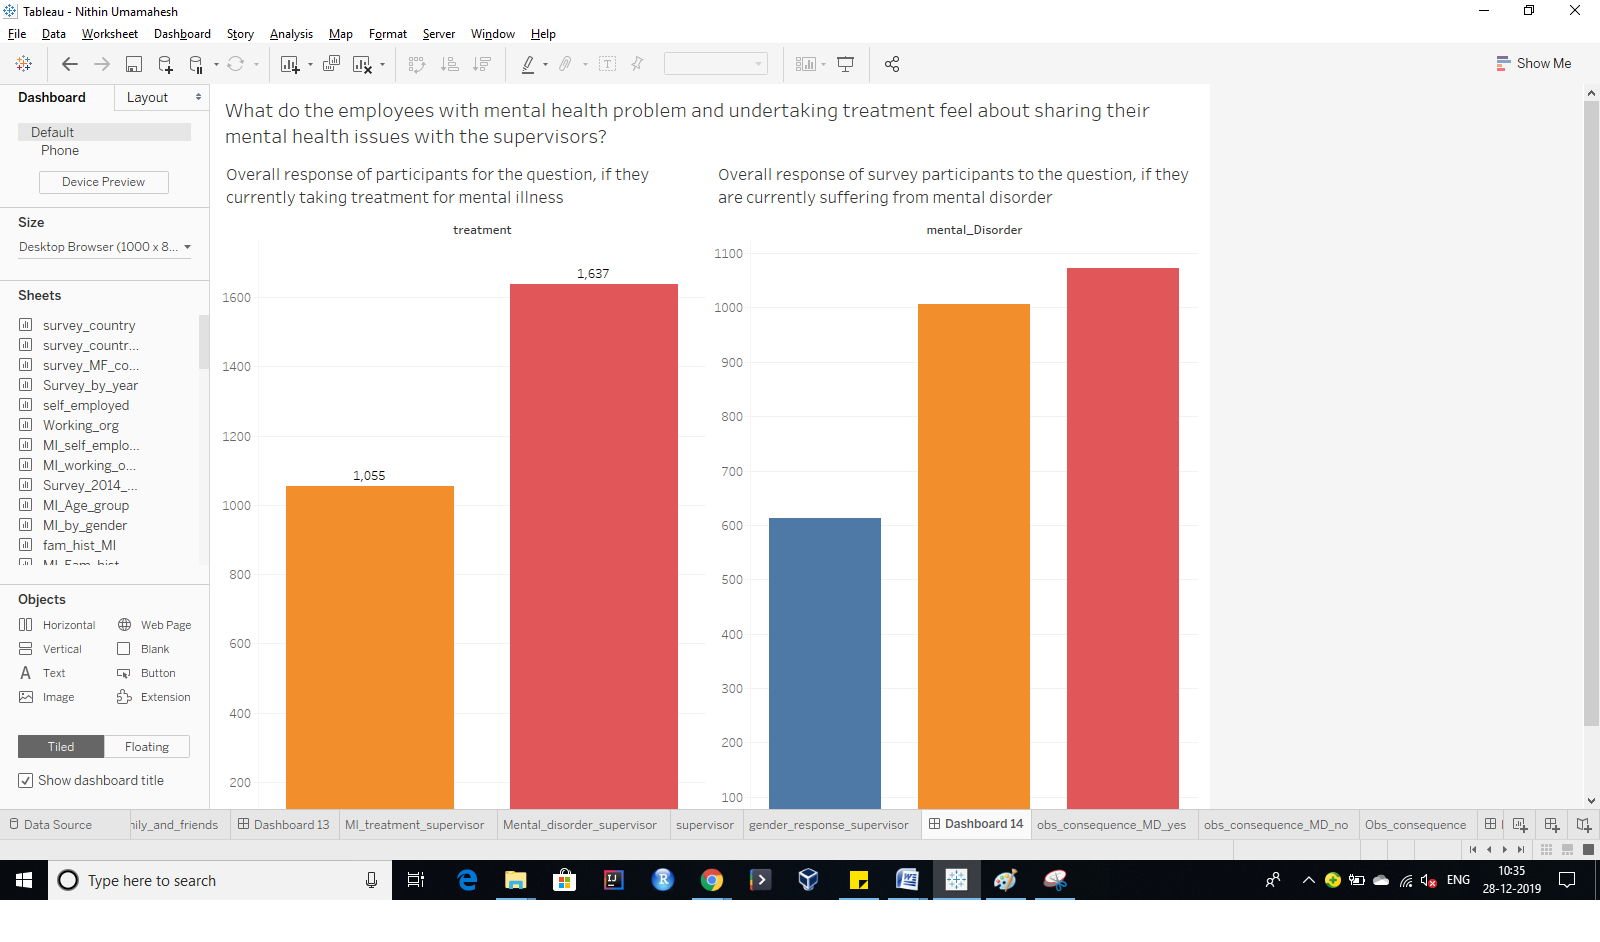 Tableau - Nithin Umamahesh
File Data Worksheet Dashboard Story Analysis Map Format Server Window Help
Show Me
Dashboard Layout
Default
Phone
Device Preview
Size
Desktop Browser (1000 x 8...
Sheets
survey_country
survey_countr...
survey_MF_co...
Survey_by_year
self_employed
Working_org
MI_self_emplo...
MI_working_o...
Survey_2014_...
MI_Age_group
MI_by_gender
fam_hist_MI
MI_Fam_hist
Objects
Horizontal Web Page
Vertical Blank
Text Button
Image Extension
Tiled Floating
Show dashboard title
What do the employees with mental health problem and undertaking treatment feel about sharing their
mental health issues with the supervisors?
Overall response of participants for the question, if they
currently taking treatment for mental illness
treatment
1,637
1,055
1600
1400
1200
1000
800
600
400
200
Overall response of survey participants to the question, if they
are currently suffering from mental disorder
mental_Disorder
1100
1000
900
800
700
600
500
400
300
200
100
Data Source nily_and_friends Dashboard 13 MI_treatment_supervisor Mental_disorder_supervisor supervisor gender_response_supervisor Dashboard 14 obs_consequence_MD_yes obs_consequence_MD_no Obs_consequence
Type here to search
ENG
10:35
28-12-2019